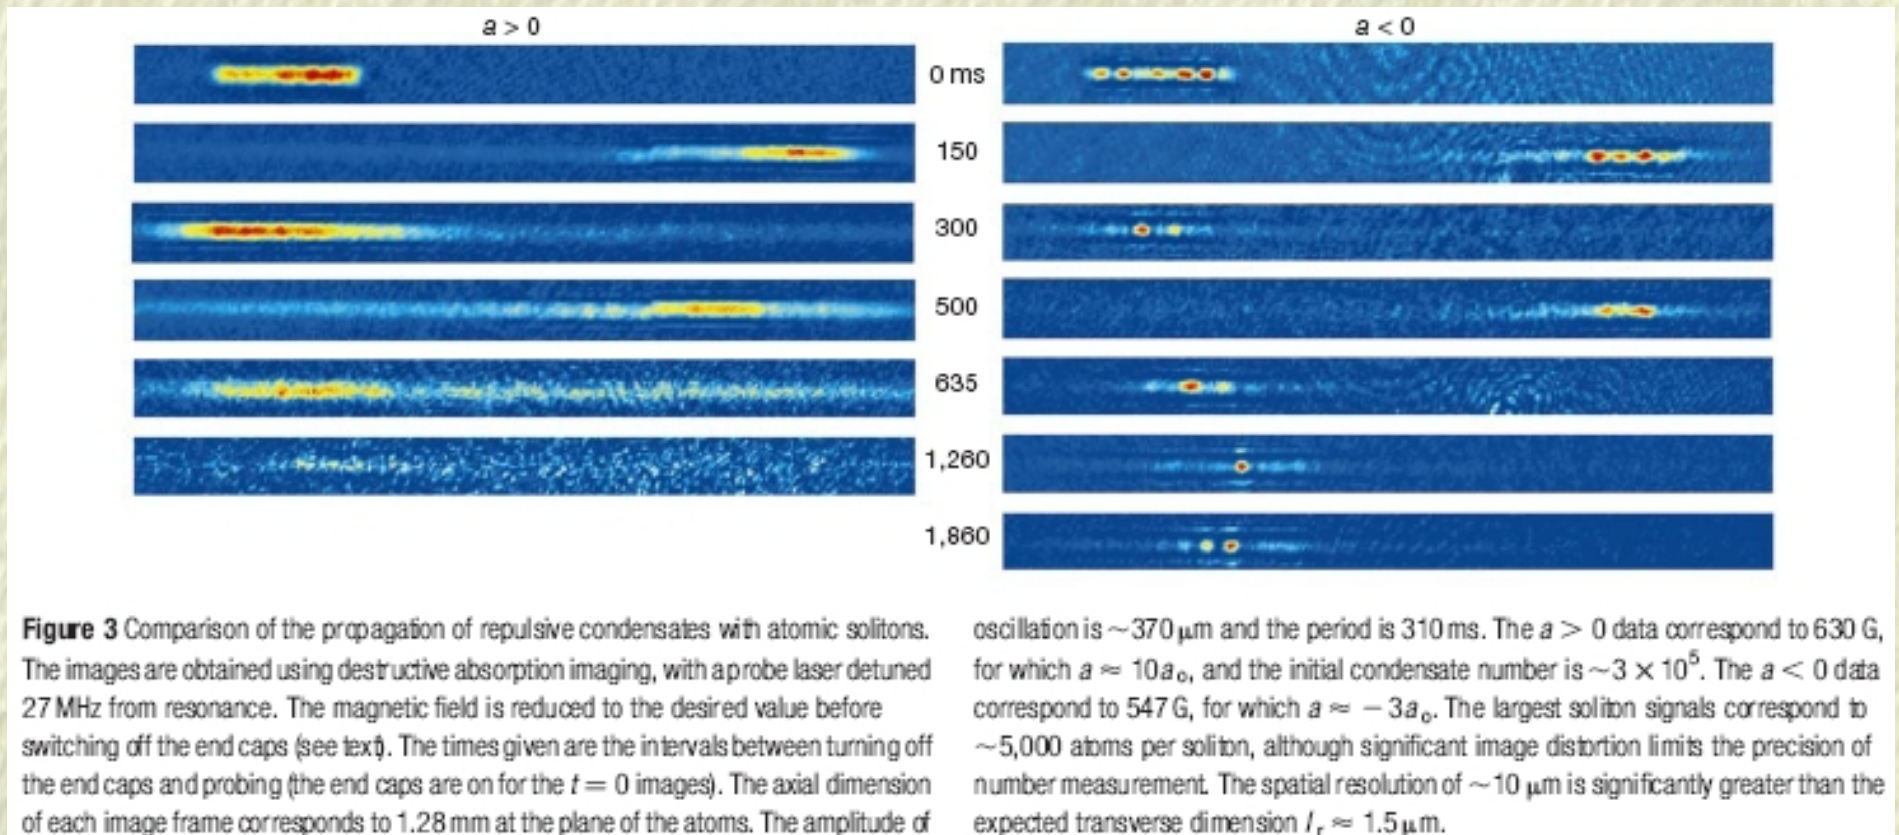 a > 0
a < 0
0 ms
150
300
500
635
1,260
1,860
Figure 3 Comparison of the propagation of repulsive condensates with atomic solitons.
The images are obtained using destructive absorption imaging, with a probe laser detuned
27 MHz from resonance. The magnetic field is reduced to the desired value before
switching off the end caps (see text). The times given are the intervals between turning off
the end caps and probing (the end caps are on for the t = 0 images). The axial dimension
of each image frame corresponds to 1.28 mm at the plane of the atoms. The amplitude of
oscillation is ~370 μm and the period is 310 ms. The a > 0 data correspond to 630 G,
for which a ≈ 10aₒ, and the initial condensate number is ~3 × 10⁵. The a < 0 data
correspond to 547 G, for which a ≈ − 3aₒ. The largest soliton signals correspond to
~5,000 atoms per soliton, although significant image distortion limits the precision of
number measurement. The spatial resolution of ~10 μm is significantly greater than the
expected transverse dimension lᵣ ≈ 1.5 μm.